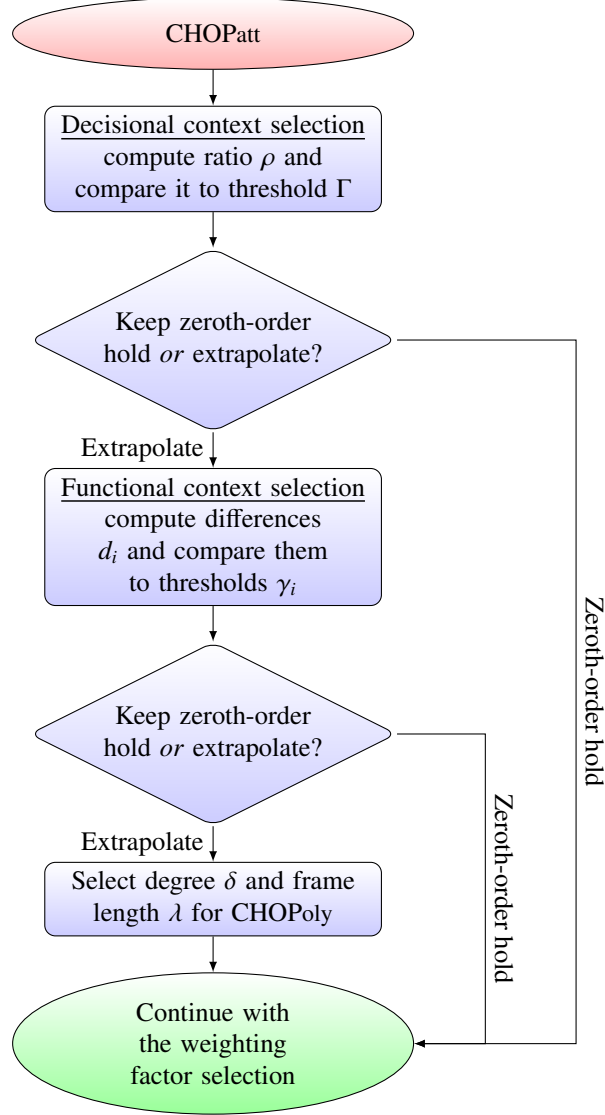 CHOPatt
Decisional context selection
compute ratio ρ and
compare it to threshold Γ
Keep zeroth-order
hold or extrapolate?
Extrapolate
Functional context selection
compute differences
d_i and compare them
to thresholds γ_i
Keep zeroth-order
hold or extrapolate?
Extrapolate
Select degree δ and frame
length λ for CHOPoly
Continue with
the weighting
factor selection
Zeroth-order hold
Zeroth-order hold